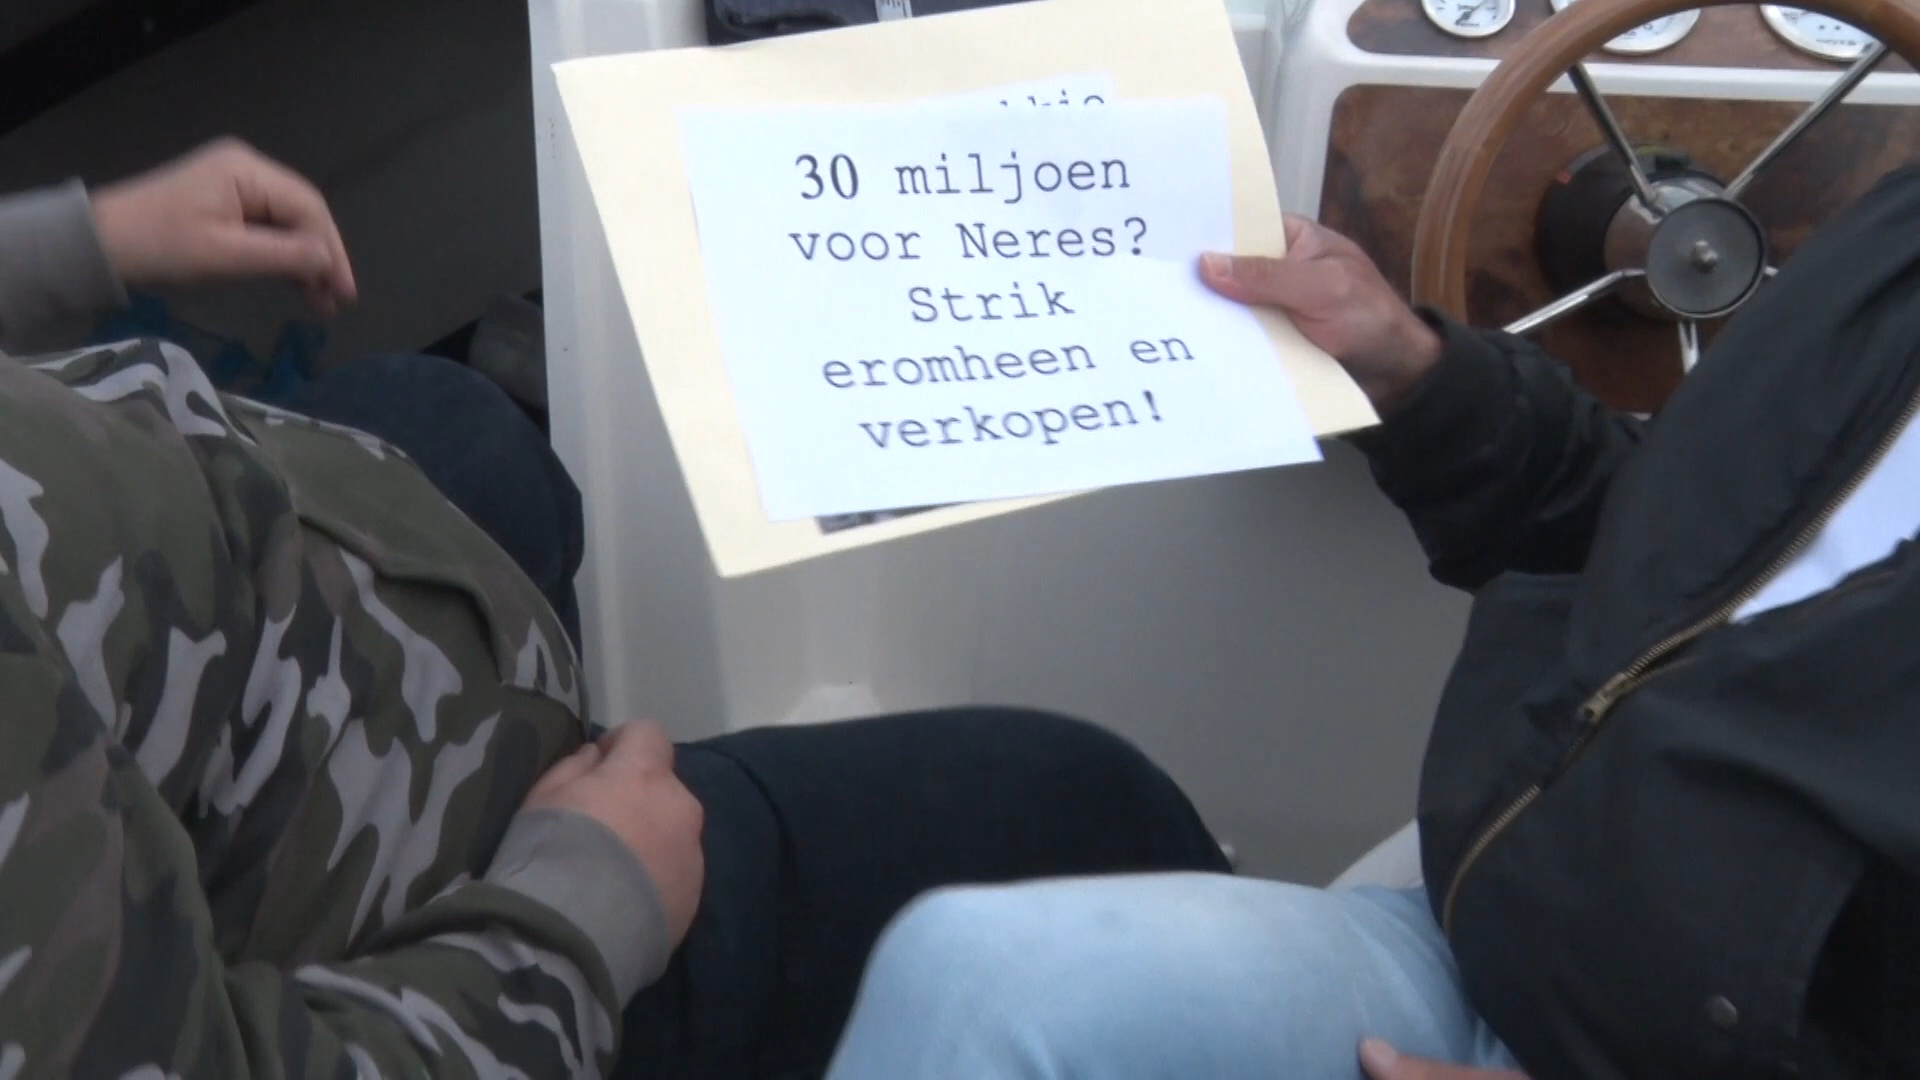 30 miljoen
voor Neres?
Strik
eromheen en
verkopen!